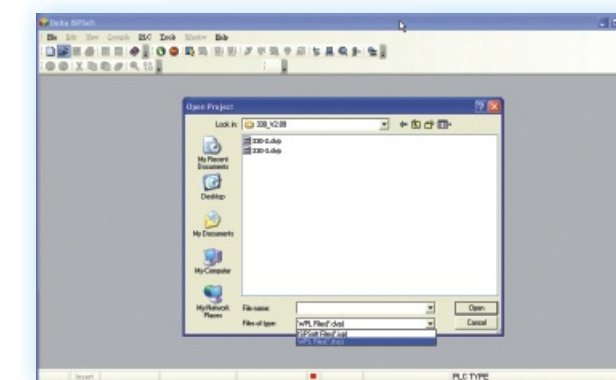 Delta ISPSoft
File Edit View Compile PLC Tools Window Help
Open Project
Look in: 330_V2.08
330-2.dvp
330-3.dvp
My Recent Documents
Desktop
My Documents
My Computer
My Network Places
File name: Open
Files of type: WPL Files(*.dvp) Cancel
ISPSoft Files(*.isp)
WPL Files(*.dvp)
Insert PLC TYPE